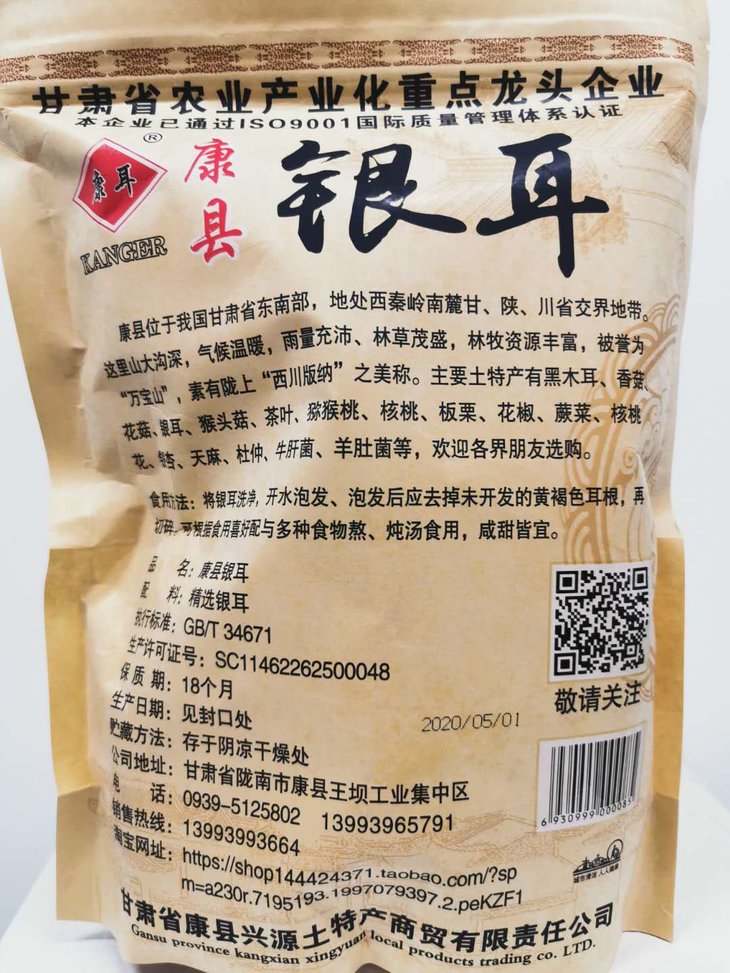 甘肃省农业产业化重点龙头企业
本企业已通过ISO9001国际质量管理体系认证
康耳
®
KANGER
康县
银耳
康县位于我国甘肃省东南部，地处西秦岭南麓甘、陕、川省交界地带。
这里山大沟深，气候温暖，雨量充沛、林草茂盛，林牧资源丰富，被誉为
“万宝山”，素有陇上“西川版纳”之美称。主要土特产有黑木耳、香菇、
花菇、银耳、猴头菇、茶叶、猕猴桃、核桃、板栗、花椒、蕨菜、核桃
花、银杏、天麻、杜仲、牛肝菌、羊肚菌等，欢迎各界朋友选购。
食用方法：将银耳洗净，开水泡发、泡发后应去掉未开发的黄褐色耳根，再
切碎，可根据食用喜好配与多种食物熬、炖汤食用，咸甜皆宜。
品 名：康县银耳
配 料：精选银耳
执行标准：GB/T 34671
生产许可证号：SC11462262500048
保质期：18个月
生产日期：见封口处
2020/05/01
贮藏方法：存于阴凉干燥处
公司地址：甘肃省陇南市康县王坝工业集中区
电 话：0939-5125802 13993965791
销售热线：13993993664
淘宝网址：https://shop144424371.taobao.com/?sp
m=a230r.7195193.1997079397.2.peKZF1
敬请关注
6 930999 000085
城市清洁 人人健康
甘肃省康县兴源土特产商贸有限责任公司
Gansu province kangxian xingyuan local products trading co. LTD.